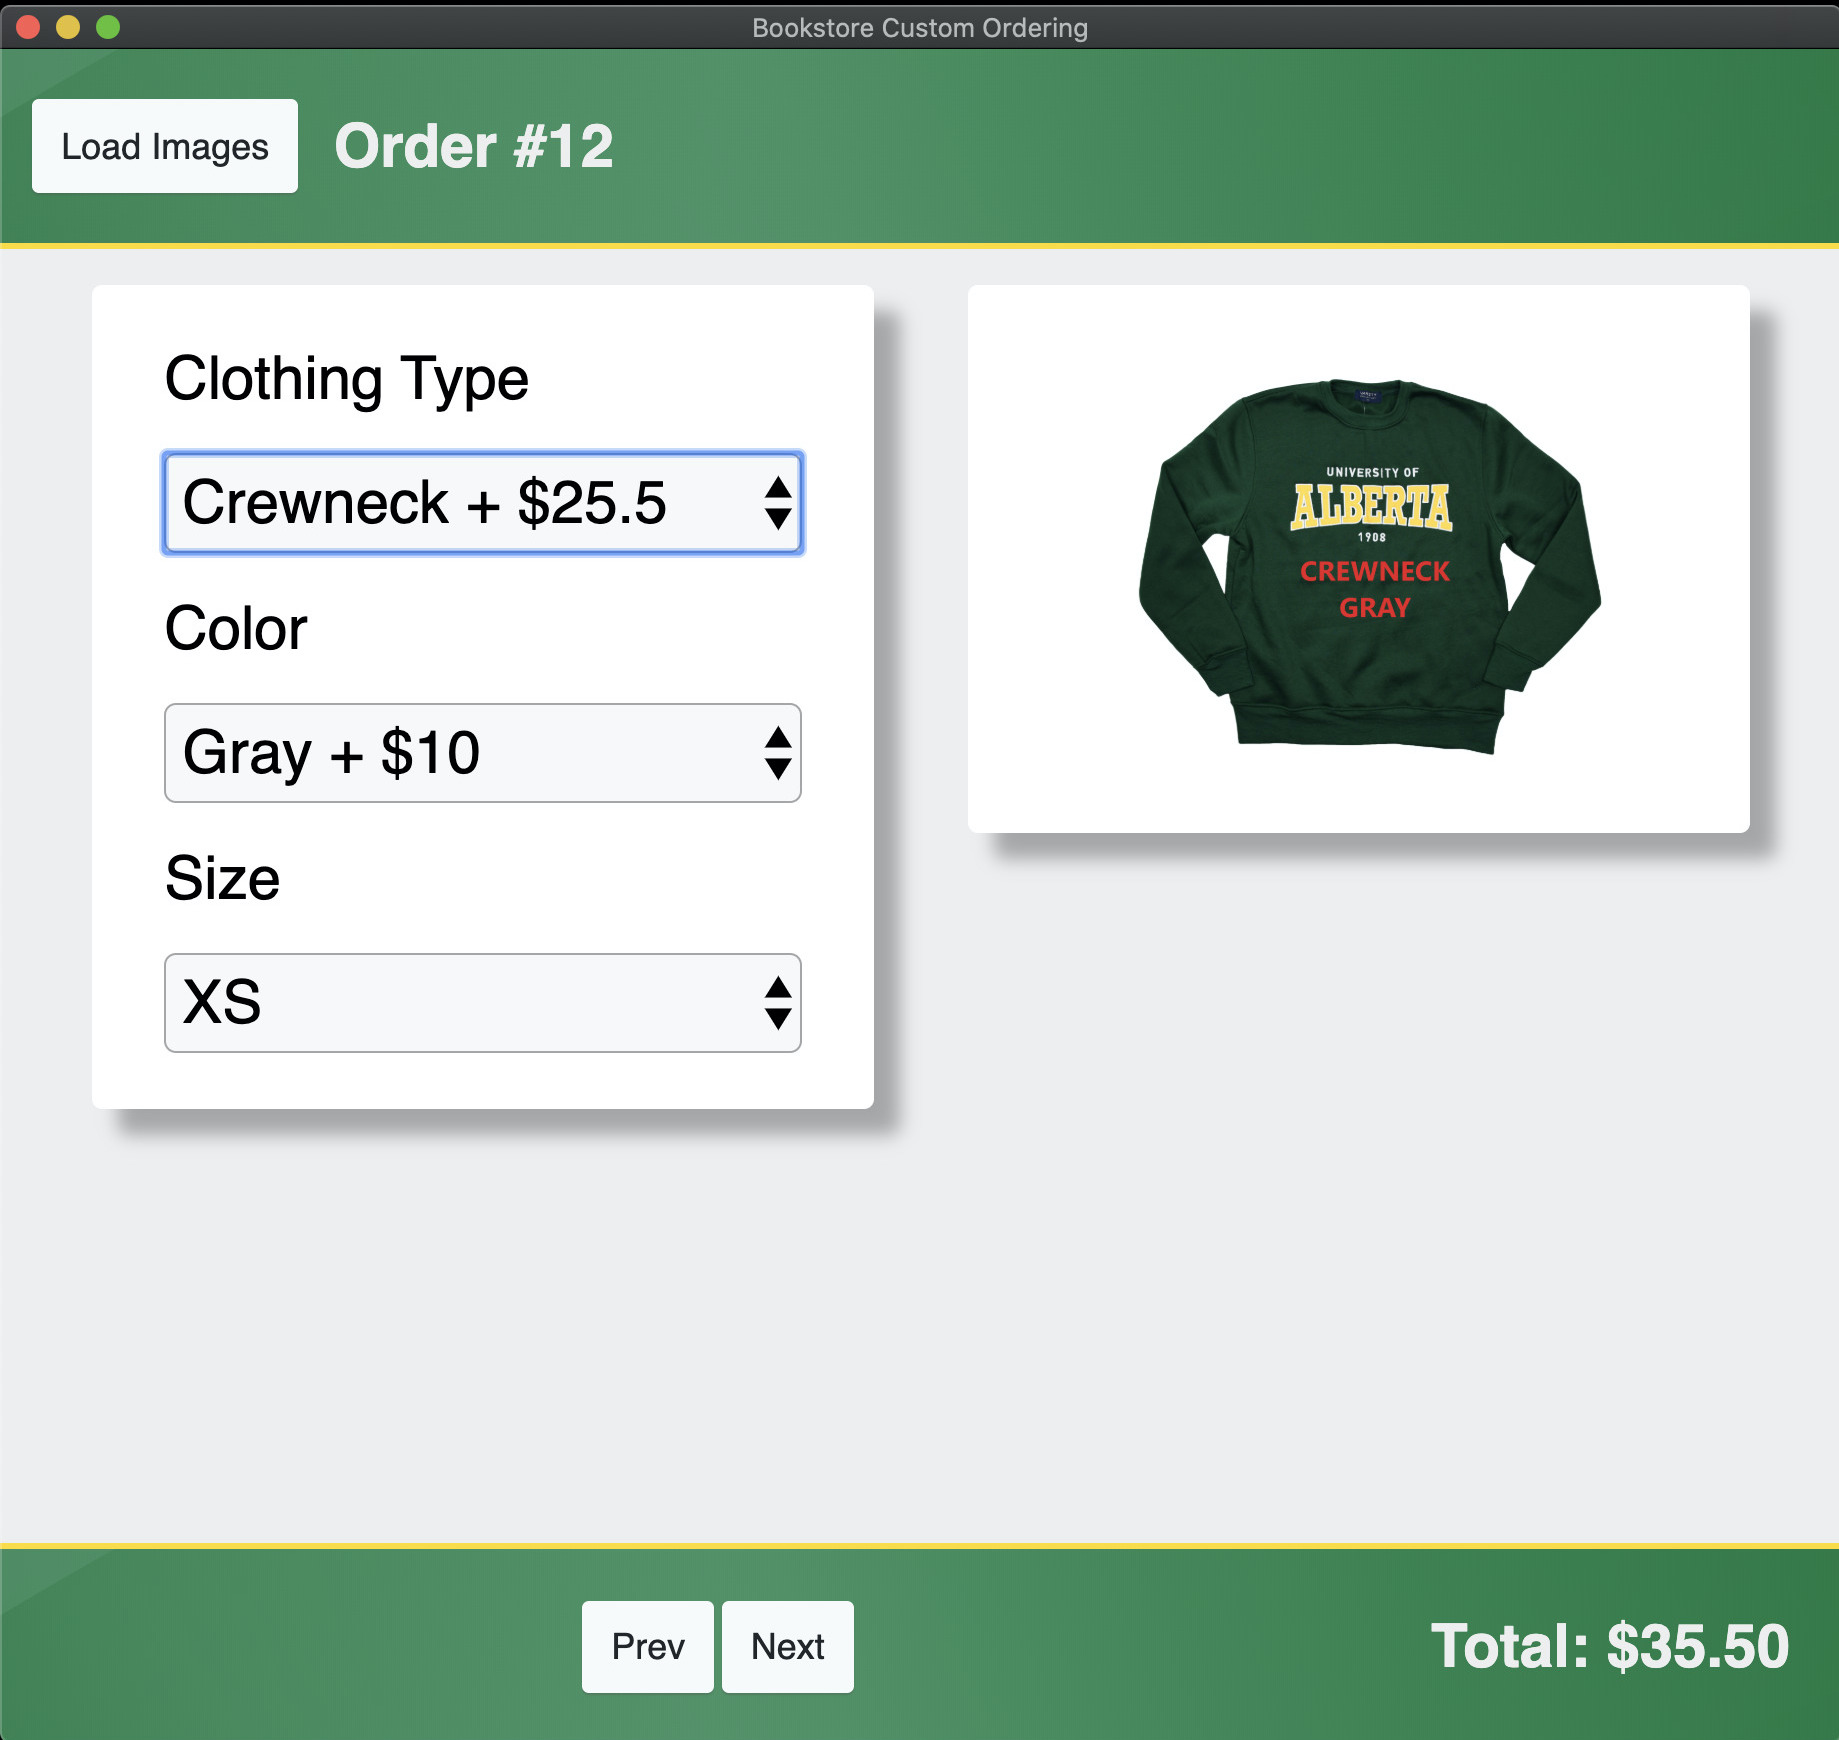 Bookstore Custom Ordering
Load Images
Order #12
Clothing Type
Crewneck + $25.5
Color
Gray + $10
Size
XS
UNIVERSITY OF
ALBERTA
1908
CREWNECK
GRAY
Prev
Next
Total: $35.50